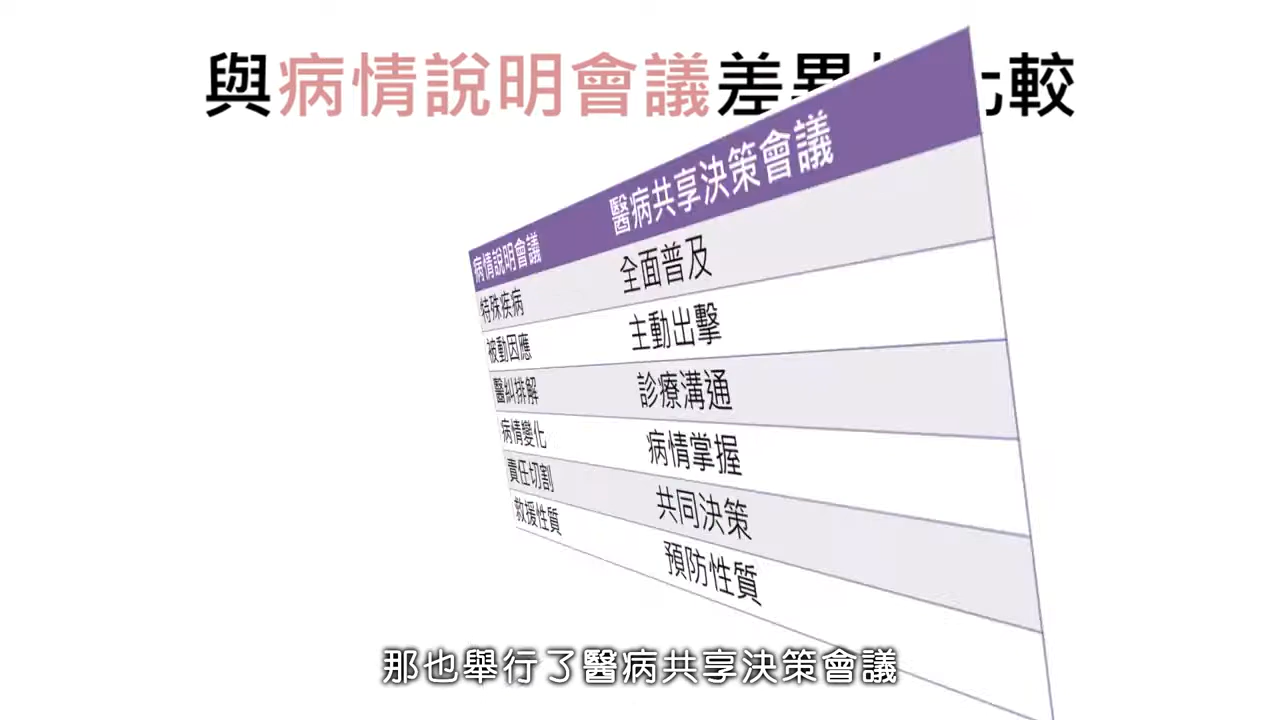 與病情說明會議差異 比較
病情說明會議 醫病共享決策會議
特殊疾病 全面普及
被動因應 主動出擊
醫糾排解 診療溝通
病情變化 病情掌握
責任切割 共同決策
救援性質 預防性質
那也舉行了醫病共享決策會議